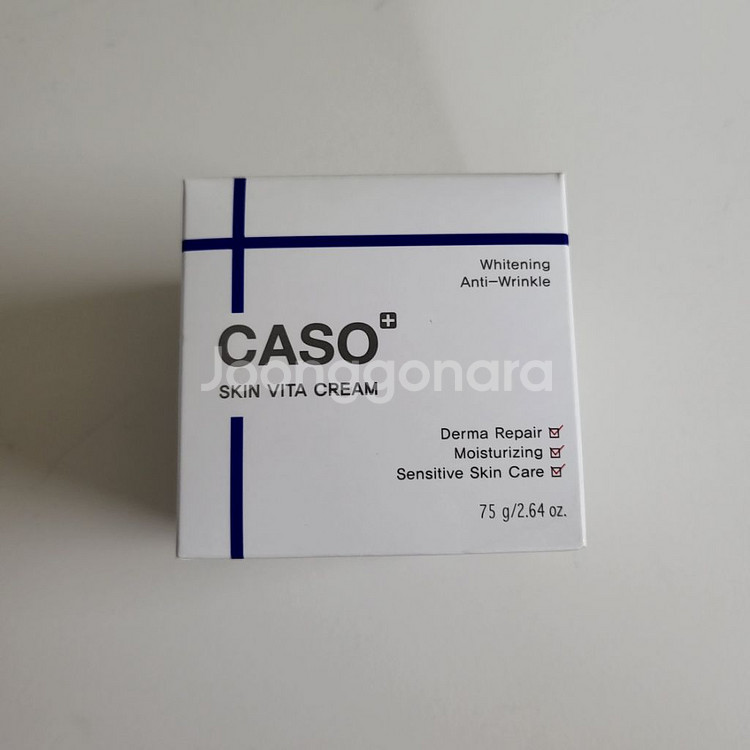 Whitening
Anti-Wrinkle
CASO+
Joonggonara
SKIN VITA CREAM
Derma Repair
Moisturizing
Sensitive Skin Care
75 g/2.64 oz.